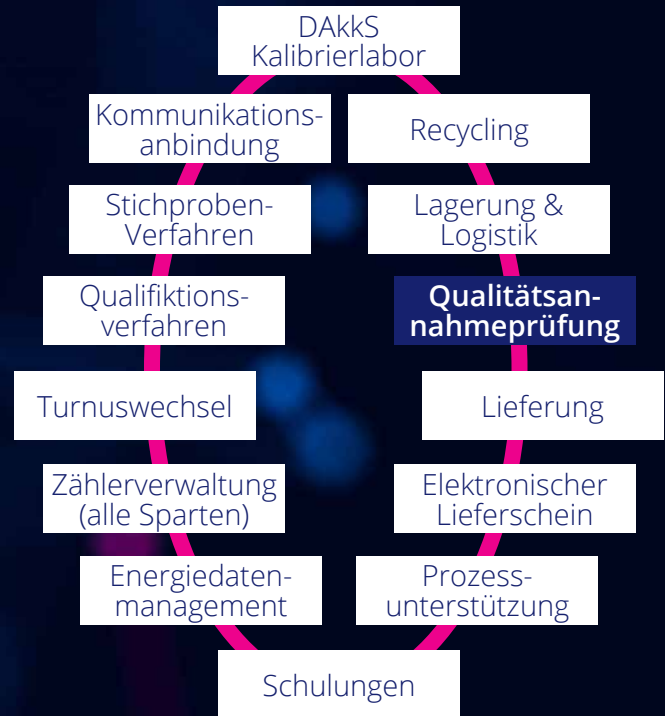 DAkkS
Kalibrierlabor
Kommunikations-
anbindung
Recycling
Stichproben-
Verfahren
Lagerung &
Logistik
Qualifiktions-
verfahren
Qualitätsan-
nahmeprüfung
Turnuswechsel
Lieferung
Zählerverwaltung
(alle Sparten)
Elektronischer
Lieferschein
Energiedaten-
management
Prozess-
unterstützung
Schulungen